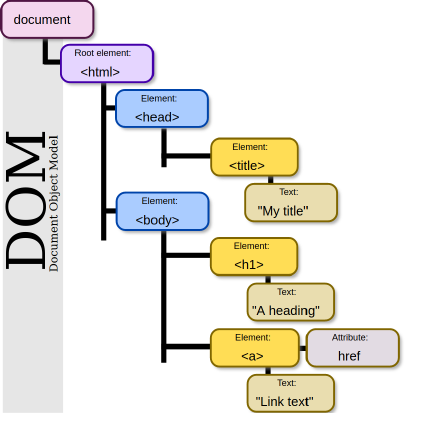 document
Root element:
<html>
Element:
<head>
Element:
<title>
Text:
"My title"
Element:
<body>
Element:
<h1>
Text:
"A heading"
Element:
<a>
Attribute:
href
Text:
"Link text"
DOM
Document Object Model